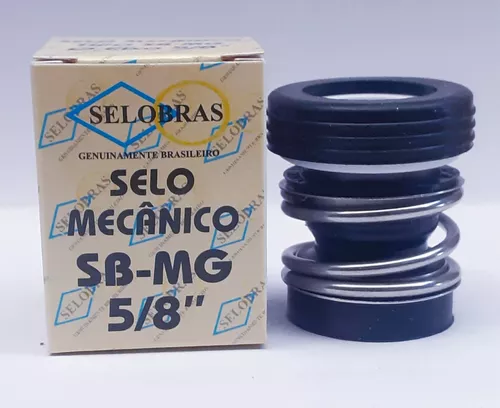 SELOBRAS
GENUINAMENTE BRASILEIRO
SELO
MECÂNICO
SB-MG
5/8”